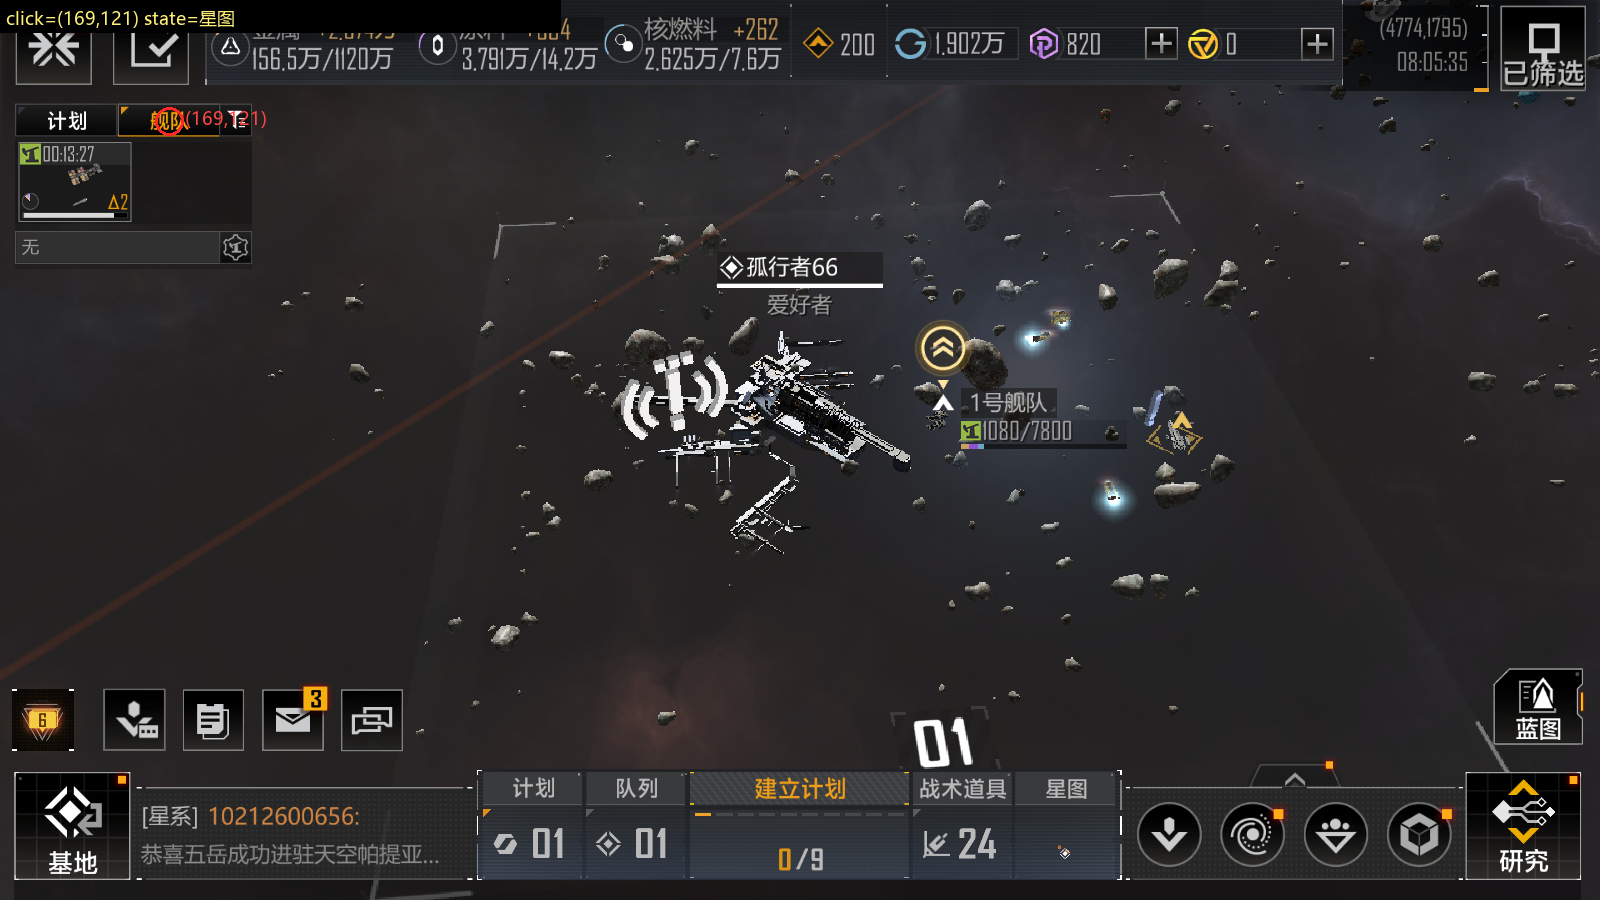 click=(169,121) state=星图
156.5万/1120万
3.791万/14.2万
核燃料 +262
2.625万/7.6万
200
1.902万
820
0
(4774,1795)
08:05:35
已筛选
计划
舰队
(169,121)
00:13:27
2
无
孤行者66
爱好者
1号舰队
1080/7800
6
3
蓝图
01
基地
[星系] 10212600656:
恭喜五岳成功进驻天空帕提亚...
计划
01
队列
01
建立计划
0/9
战术道具
24
星图
研究